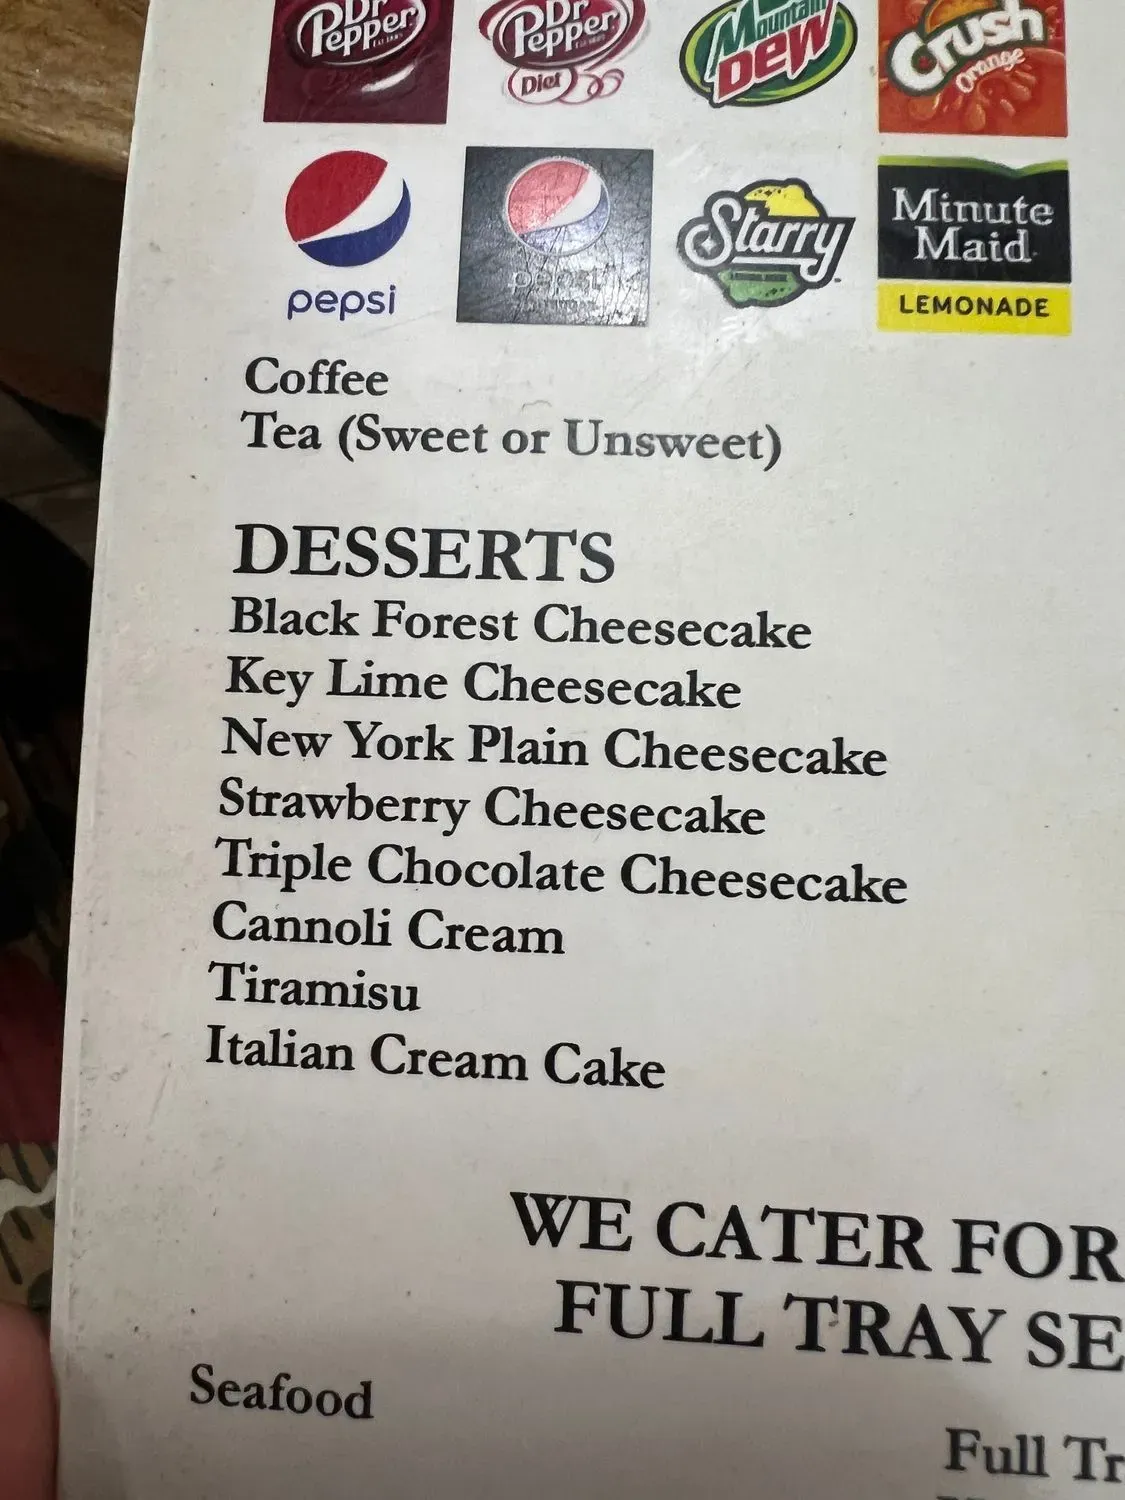 Dr Pepper
Dr Pepper Diet
Mountain Dew
Crush Orange
pepsi
pepsi
Starry
Minute
Maid
LEMONADE
Coffee
Tea (Sweet or Unsweet)
DESSERTS
Black Forest Cheesecake
Key Lime Cheesecake
New York Plain Cheesecake
Strawberry Cheesecake
Triple Chocolate Cheesecake
Cannoli Cream
Tiramisu
Italian Cream Cake
WE CATER FOR
FULL TRAY SE
Seafood
Full Tr